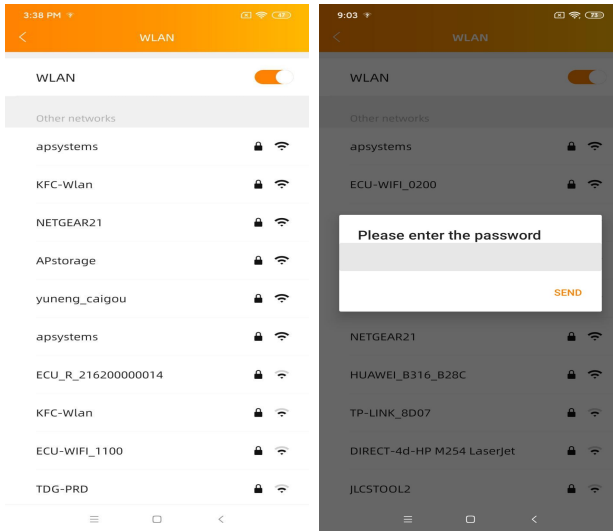 3:38 PM
WLAN
WLAN
Other networks
apsystems
KFC-Wlan
NETGEAR21
APstorage
yuneng_caigou
apsystems
ECU_R_216200000014
KFC-Wlan
ECU-WIFI_1100
TDG-PRD
9:03
73
WLAN
WLAN
Other networks
apsystems
ECU-WIFI_0200
Please enter the password
SEND
NETGEAR21
HUAWEI_B316_B28C
TP-LINK_8D07
DIRECT-4d-HP M254 LaserJet
JLCSTOOL2